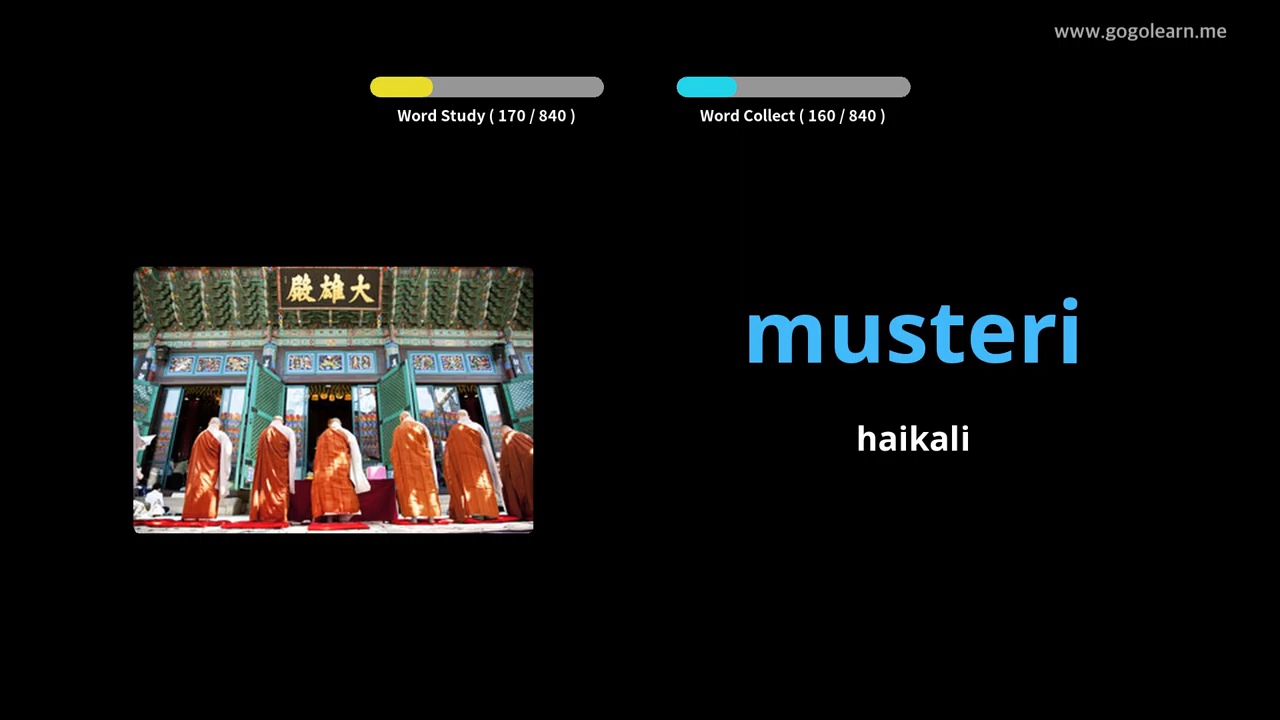 www.gogolearn.me
Word Study ( 170 / 840 )
Word Collect ( 160 / 840 )
殿雄大
musteri
haikali